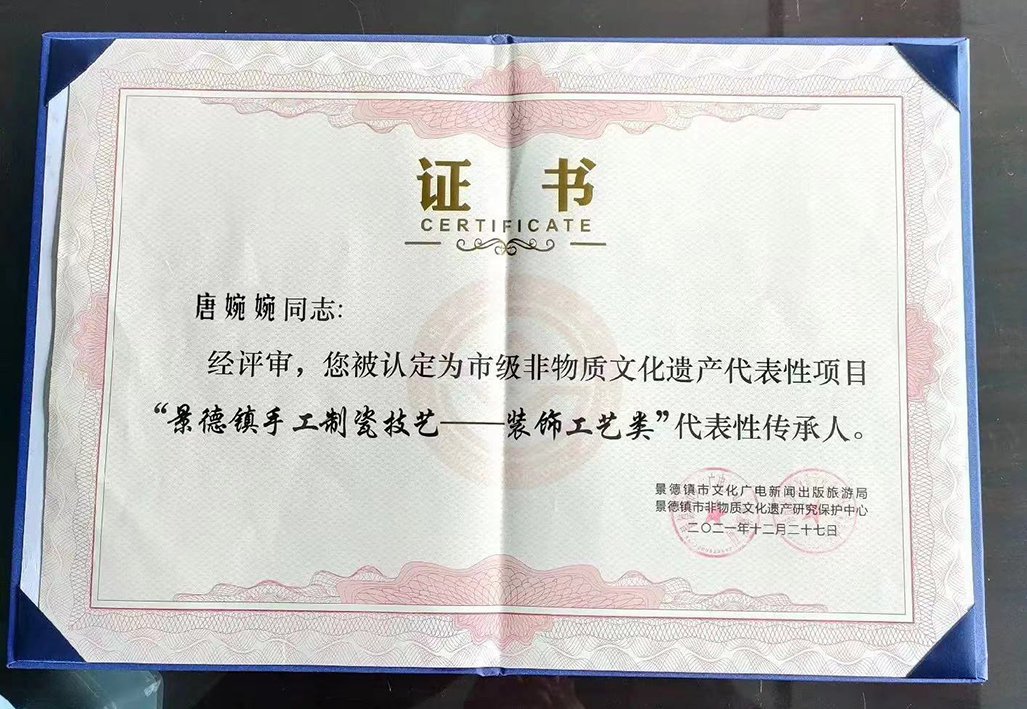 证书
CERTIFICATE
唐婉婉同志:
经评审，您被认定为市级非物质文化遗产代表性项目
“景德镇手工制瓷技艺——装饰工艺类”代表性传承人。
景德镇市文化广电新闻出版旅游局
景德镇市非物质文化遗产研究保护中心
二〇二一年十二月二十七日